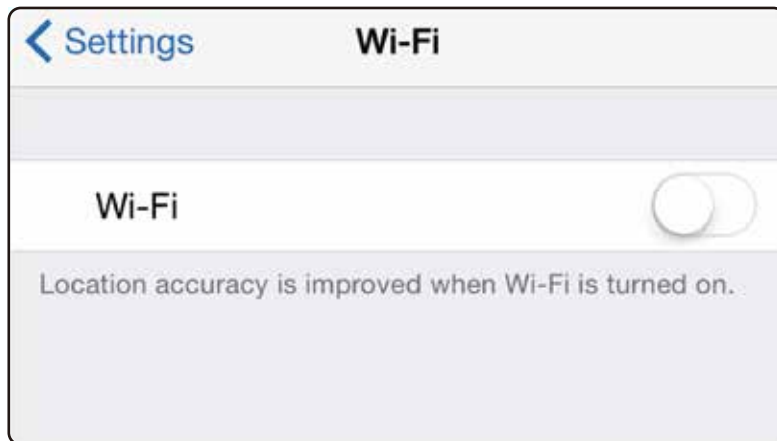 Settings
Wi-Fi
Wi-Fi
Location accuracy is improved when Wi-Fi is turned on.